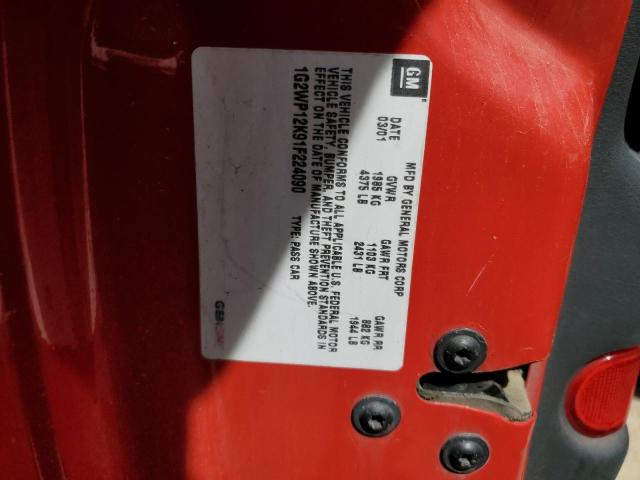 GM
MFD BY GENERAL MOTORS CORP
DATE GVWR GAWR FRT GAWR RR
03/01 1985 KG 1103 KG 882 KG
4375 LB 2431 LB 1944 LB
THIS VEHICLE CONFORMS TO ALL APPLICABLE U.S. FEDERAL MOTOR
VEHICLE SAFETY, BUMPER, AND THEFT PREVENTION STANDARDS IN
EFFECT ON THE DATE OF MANUFACTURE SHOWN ABOVE.
1G2WP12K91F224090 TYPE: PASS CAR